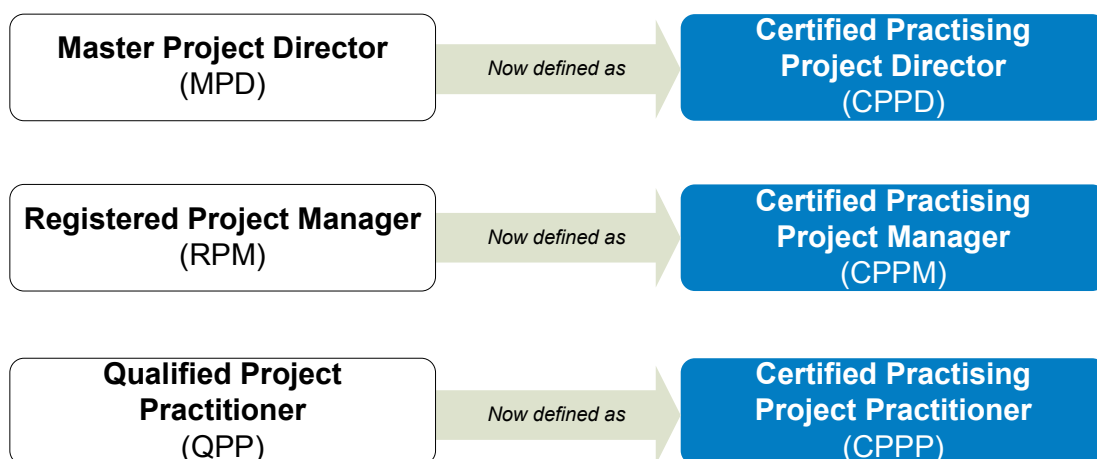 Master Project Director
(MPD)
Now defined as
Certified Practising
Project Director
(CPPD)
Registered Project Manager
(RPM)
Now defined as
Certified Practising
Project Manager
(CPPM)
Qualified Project
Practitioner
(QPP)
Now defined as
Certified Practising
Project Practitioner
(CPPP)